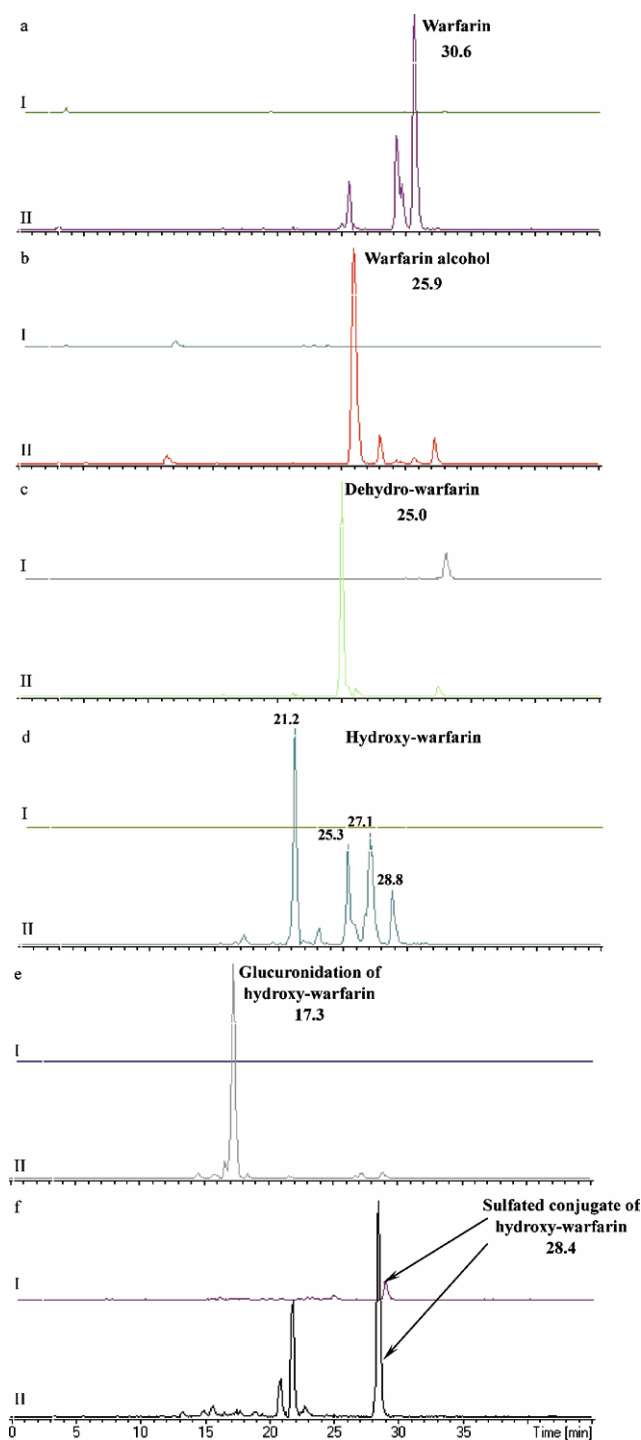 a
Warfarin
30.6
I
II
b
Warfarin alcohol
25.9
I
II
c
Dehydro-warfarin
25.0
I
II
d
21.2
Hydroxy-warfarin
I
27.1
25.3
28.8
II
e
Glucuronidation of
hydroxy-warfarin
17.3
I
II
f
Sulfated conjugate of
hydroxy-warfarin
28.4
I
II
0 5 10 15 20 25 30 35 Time [min]